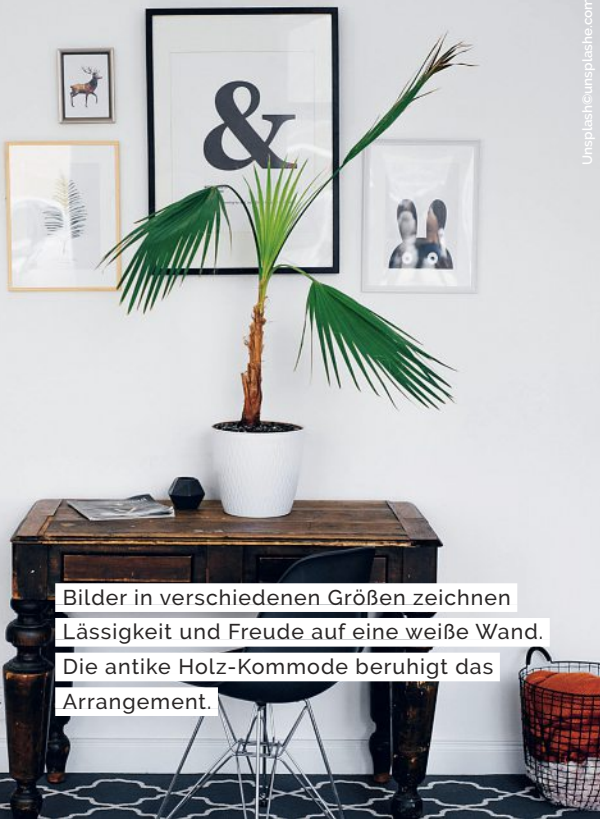 Unsplash©unsplashe.com
&
Bilder in verschiedenen Größen zeichnen
Lässigkeit und Freude auf eine weiße Wand.
Die antike Holz-Kommode beruhigt das
Arrangement.